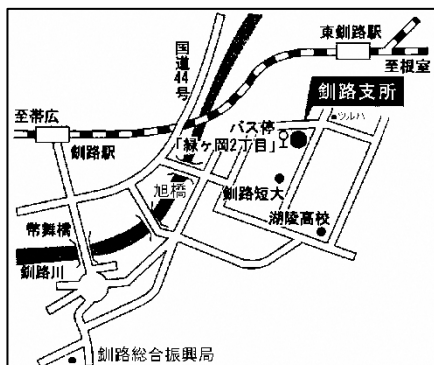 東釧路駅
国道44号
至根室
釧路支所
ツルハ
至帯広
バス停
「緑ヶ岡2丁目」
釧路駅
旭橋
釧路短大
幣舞橋
湖陵高校
釧路川
釧路総合振興局